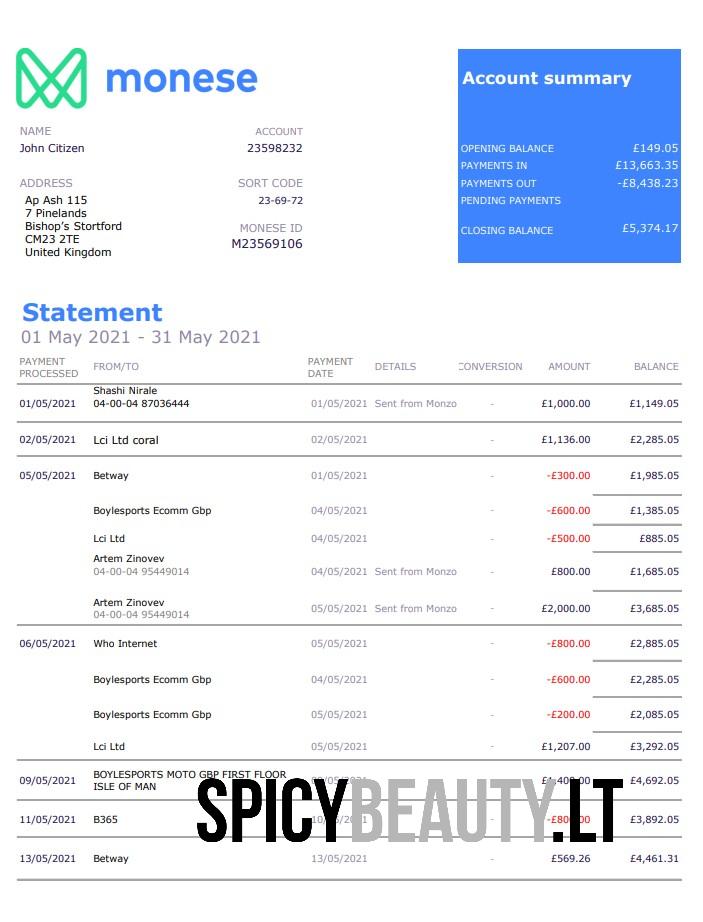 monese
Account summary
NAME ACCOUNT
John Citizen 23598232
OPENING BALANCE £149.05
PAYMENTS IN £13,663.35
PAYMENTS OUT -£8,438.23
PENDING PAYMENTS
CLOSING BALANCE £5,374.17
ADDRESS SORT CODE
Ap Ash 115 23-69-72
7 Pinelands
Bishop's Stortford MONESE ID
CM23 2TE M23569106
United Kingdom
Statement
01 May 2021 - 31 May 2021
PAYMENT PROCESSED FROM/TO PAYMENT DATE DETAILS CONVERSION AMOUNT BALANCE
Shashi Nirale
01/05/2021 04-00-04 87036444 01/05/2021 Sent from Monzo - £1,000.00 £1,149.05
02/05/2021 Lci Ltd coral 02/05/2021 - £1,136.00 £2,285.05
05/05/2021 Betway 01/05/2021 - -£300.00 £1,985.05
Boylesports Ecomm Gbp 04/05/2021 - -£600.00 £1,385.05
Lci Ltd 04/05/2021 - -£500.00 £885.05
Artem Zinovev
04-00-04 95449014 04/05/2021 Sent from Monzo - £800.00 £1,685.05
Artem Zinovev 05/05/2021 Sent from Monzo - £2,000.00 £3,685.05
04-00-04 95449014
06/05/2021 Who Internet 05/05/2021 - -£800.00 £2,885.05
Boylesports Ecomm Gbp 04/05/2021 - -£600.00 £2,285.05
Boylesports Ecomm Gbp 05/05/2021 - -£200.00 £2,085.05
Lci Ltd 05/05/2021 - £1,207.00 £3,292.05
09/05/2021 BOYLESPORTS MOTO GBP FIRST FLOOR £4,692.05
ISLE OF MAN
SPICYBEAUTY.LT
11/05/2021 B365 £3,892.05
13/05/2021 Betway 13/05/2021 - £569.26 £4,461.31